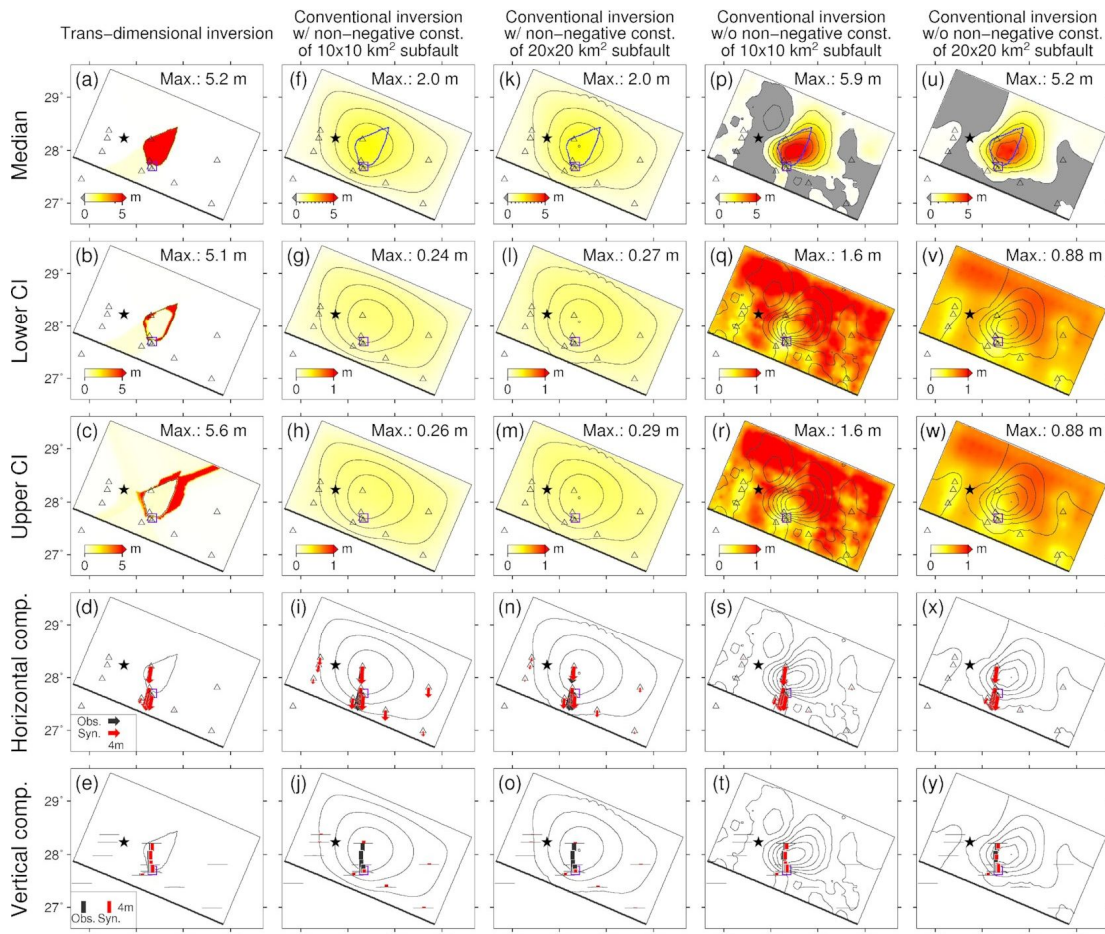 Trans−dimensional inversion
Conventional inversion
w/ non−negative const.
of 10x10 km² subfault
Conventional inversion
w/ non−negative const.
of 20x20 km² subfault
Conventional inversion
w/o non−negative const.
of 10x10 km² subfault
Conventional inversion
w/o non−negative const.
of 20x20 km² subfault
Median
29°
28°
27°
(a) Max.: 5.2 m
0 5 m
(f) Max.: 2.0 m
0 5 m
(k) Max.: 2.0 m
0 5 m
(p) Max.: 5.9 m
0 5 m
(u) Max.: 5.2 m
0 5 m
Lower CI
29°
28°
27°
(b) Max.: 5.1 m
0 5 m
(g) Max.: 0.24 m
0 1 m
(l) Max.: 0.27 m
0 1 m
(q) Max.: 1.6 m
0 1 m
(v) Max.: 0.88 m
0 1 m
Upper CI
29°
28°
27°
(c) Max.: 5.6 m
0 5 m
(h) Max.: 0.26 m
0 1 m
(m) Max.: 0.29 m
0 1 m
(r) Max.: 1.6 m
0 1 m
(w) Max.: 0.88 m
0 1 m
Horizontal comp.
29°
28°
27°
(d)
Obs.
Syn.
4m
(i)
(n)
(s)
(x)
Vertical comp.
29°
28°
27°
(e)
4m
Obs. Syn.
(j)
(o)
(t)
(y)